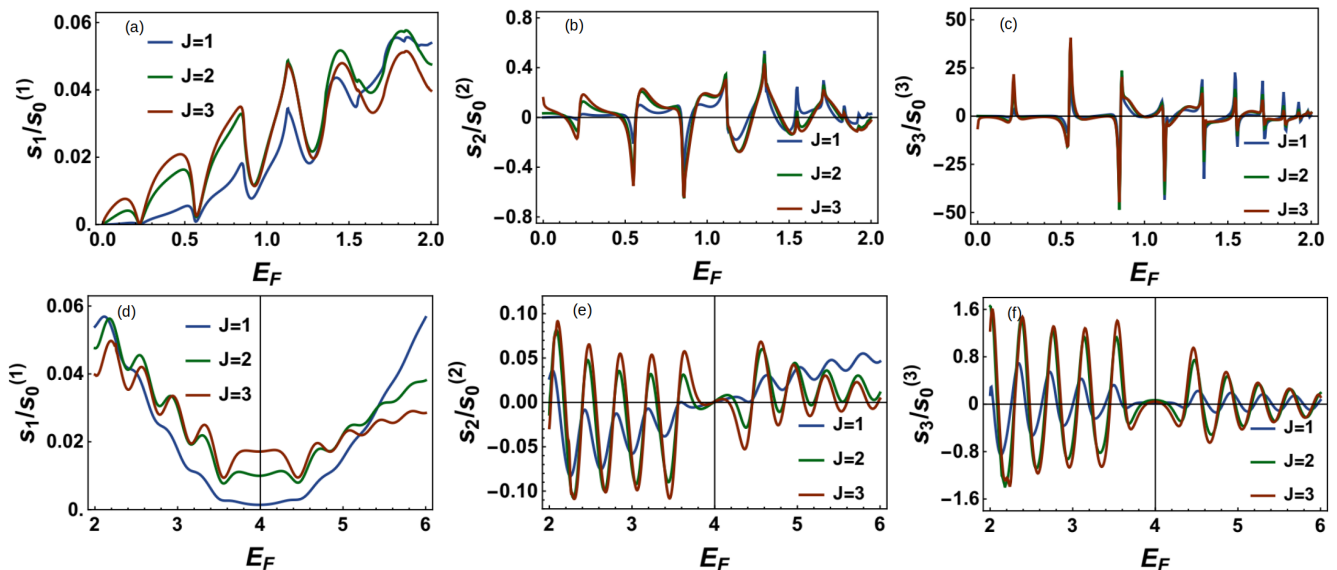 (a)
s₁/s₀⁽¹⁾
0.06
0.04
0.02
0.
J=1
J=2
J=3
0.0 0.5 1.0 1.5 2.0
E_F
(b)
s₂/s₀⁽²⁾
0.8
0.4
0.
−0.4
−0.8
J=1
J=2
J=3
0.0 0.5 1.0 1.5 2.0
E_F
(c)
s₃/s₀⁽³⁾
50
25
0
−25
−50
J=1
J=2
J=3
0.0 0.5 1.0 1.5 2.0
E_F
(d)
s₁/s₀⁽¹⁾
0.06
0.04
0.02
0.
J=1
J=2
J=3
2 3 4 5 6
E_F
(e)
s₂/s₀⁽²⁾
0.10
0.05
0.00
−0.05
−0.10
J=1
J=2
J=3
2 3 4 5 6
E_F
(f)
s₃/s₀⁽³⁾
1.6
0.8
0.
−0.8
−1.6
J=1
J=2
J=3
2 3 4 5 6
E_F